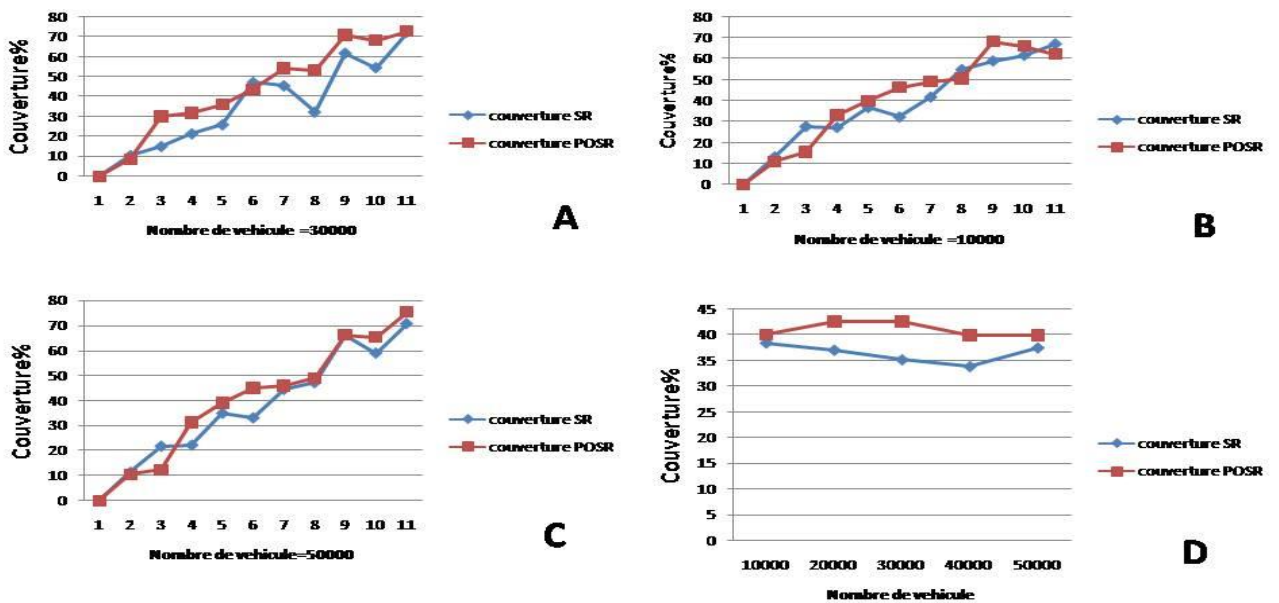 80
70
60
50
40
30
20
10
0
Couverture%
1 2 3 4 5 6 7 8 9 10 11
Nombre de vehicule =30000
couverture SR
couverture POSR
A
80
70
60
50
40
30
20
10
0
Couverture%
1 2 3 4 5 6 7 8 9 10 11
Nombre de vehicule =10000
couverture SR
couverture POSR
B
80
70
60
50
40
30
20
10
0
Couverture%
1 2 3 4 5 6 7 8 9 10 11
Nombre de vehicule=50000
couverture SR
couverture POSR
C
45
40
35
30
25
20
15
10
5
0
Couverture%
10000 20000 30000 40000 50000
Nombre de vehicule
couverture SR
couverture POSR
D